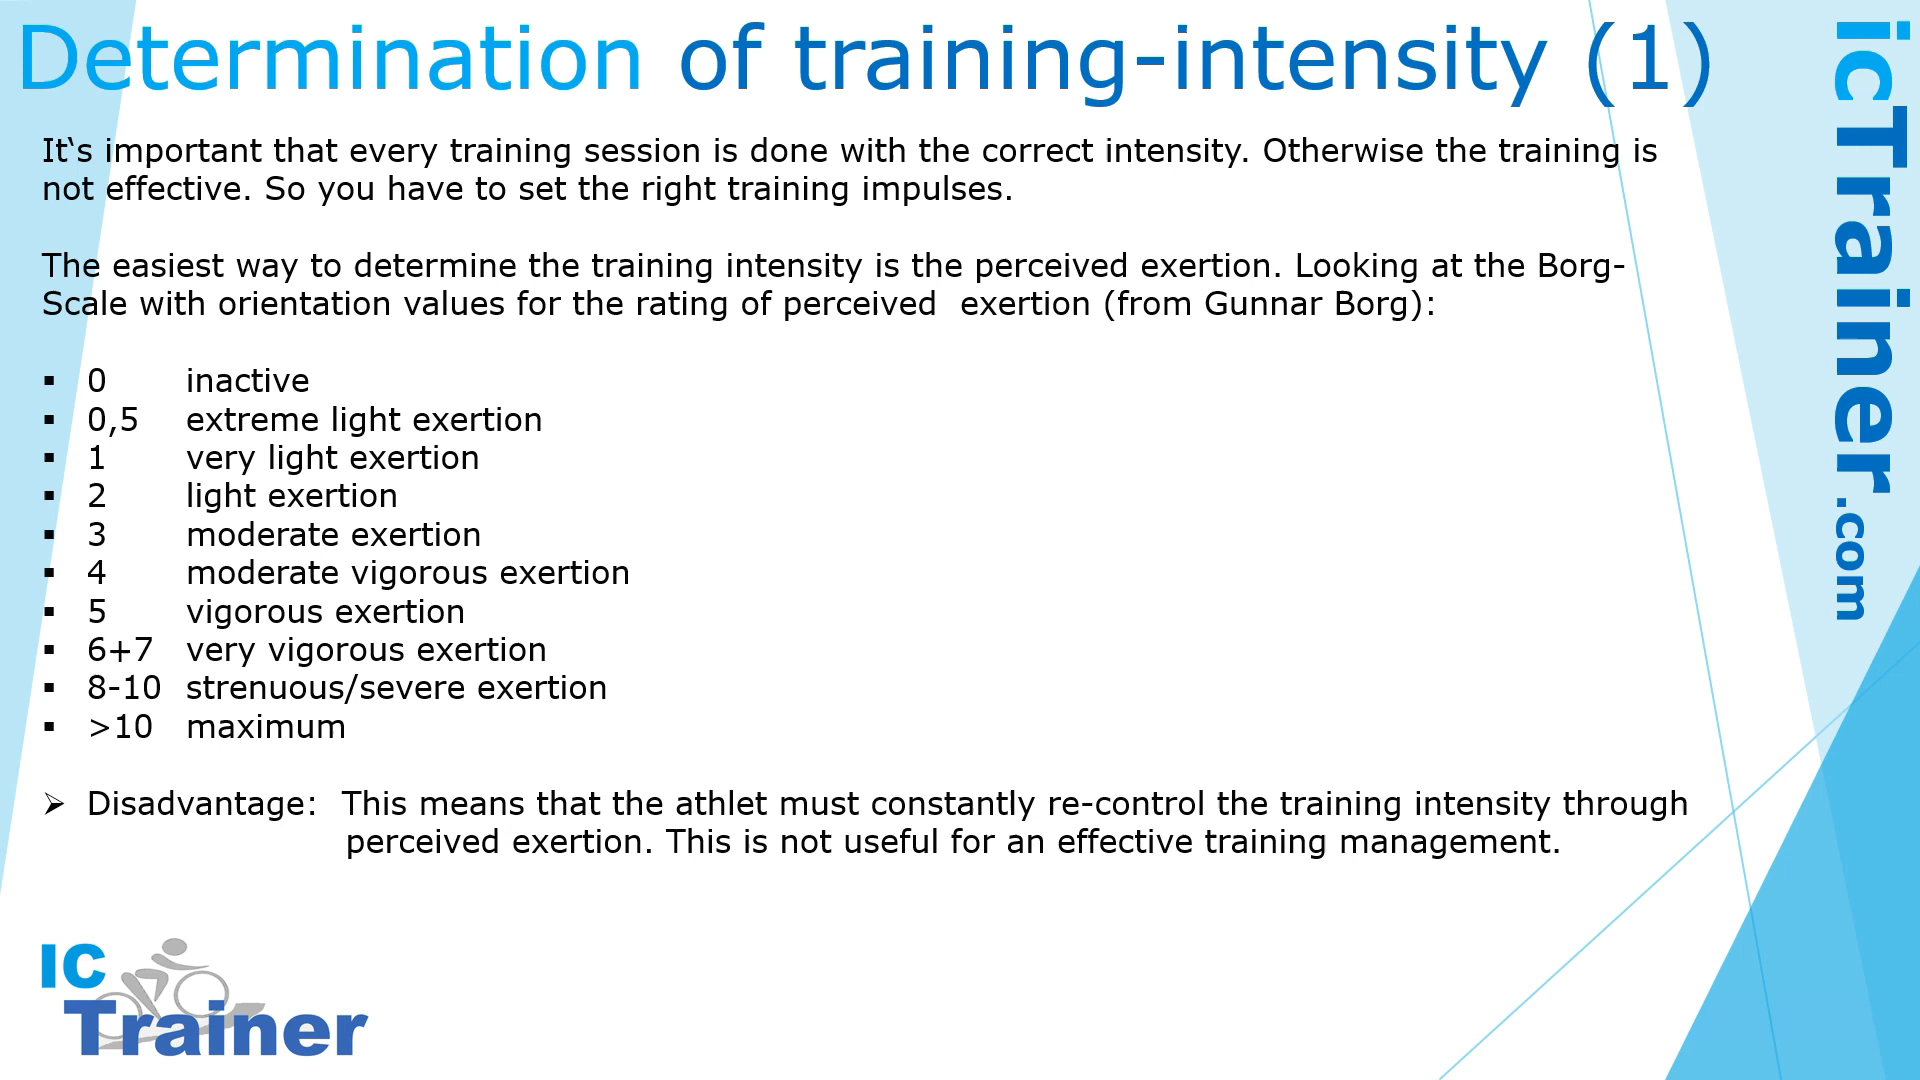 Determination of training-intensity (1)
It‘s important that every training session is done with the correct intensity. Otherwise the training is
not effective. So you have to set the right training impulses.
The easiest way to determine the training intensity is the perceived exertion. Looking at the Borg-
Scale with orientation values for the rating of perceived  exertion (from Gunnar Borg):
▪ 0 inactive
▪ 0,5 extreme light exertion
▪ 1 very light exertion
▪ 2 light exertion
▪ 3 moderate exertion
▪ 4 moderate vigorous exertion
▪ 5 vigorous exertion
▪ 6+7 very vigorous exertion
▪ 8-10 strenuous/severe exertion
▪ >10 maximum
➢ Disadvantage: This means that the athlet must constantly re-control the training intensity through
perceived exertion. This is not useful for an effective training management.
icTrainer.com
IC
Trainer